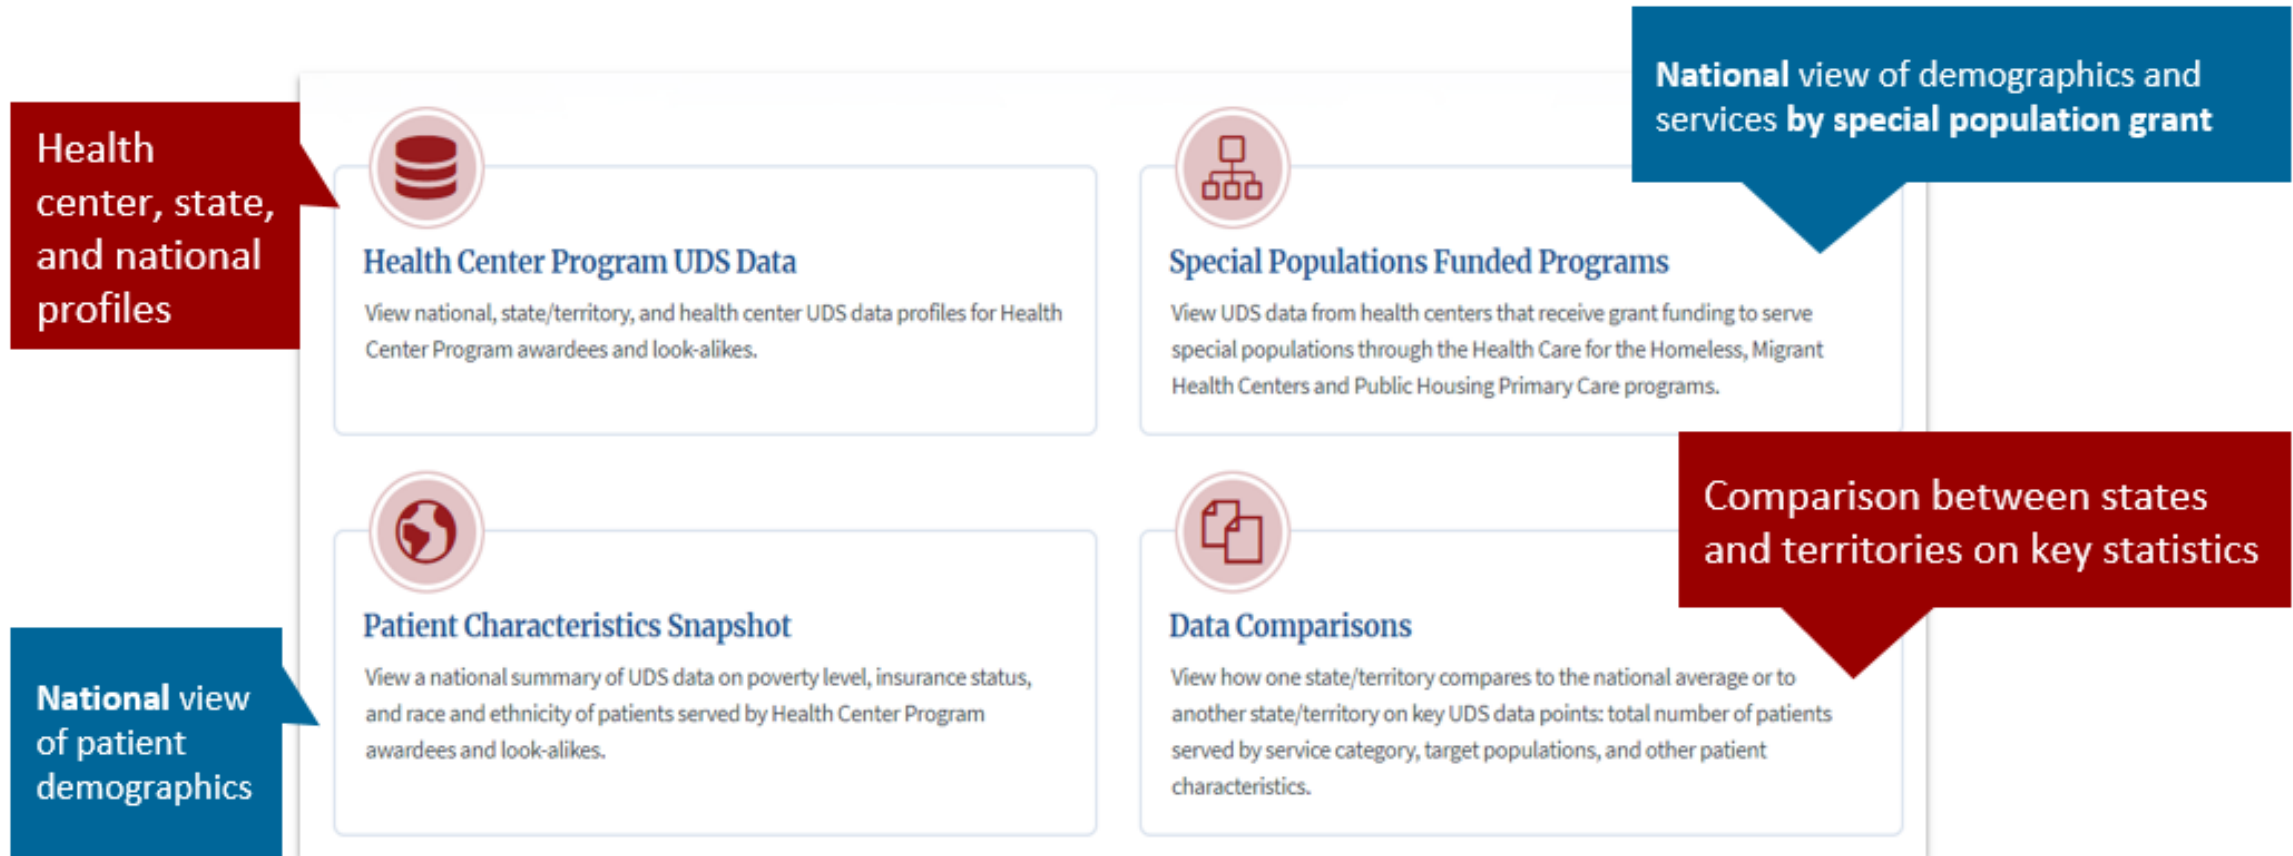 Health
center, state,
and national
profiles
Health Center Program UDS Data
View national, state/territory, and health center UDS data profiles for Health
Center Program awardees and look-alikes.
National view of demographics and
services by special population grant
Special Populations Funded Programs
View UDS data from health centers that receive grant funding to serve
special populations through the Health Care for the Homeless, Migrant
Health Centers and Public Housing Primary Care programs.
National view
of patient
demographics
Patient Characteristics Snapshot
View a national summary of UDS data on poverty level, insurance status,
and race and ethnicity of patients served by Health Center Program
awardees and look-alikes.
Comparison between states
and territories on key statistics
Data Comparisons
View how one state/territory compares to the national average or to
another state/territory on key UDS data points: total number of patients
served by service category, target populations, and other patient
characteristics.